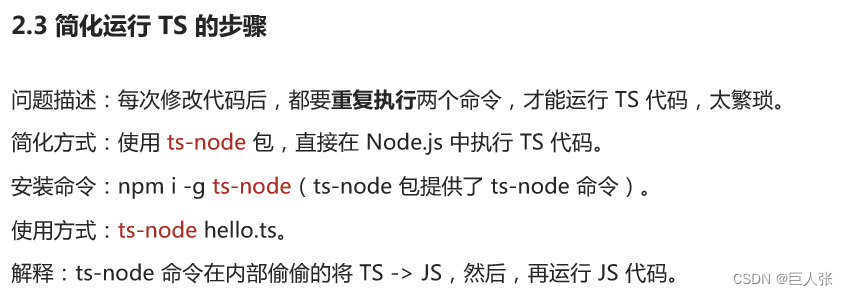 2.3 简化运行 TS 的步骤
问题描述：每次修改代码后，都要重复执行两个命令，才能运行 TS 代码，太繁琐。
简化方式：使用 ts-node 包，直接在 Node.js 中执行 TS 代码。
安装命令：npm i -g ts-node（ts-node 包提供了 ts-node 命令）。
使用方式：ts-node hello.ts。
解释：ts-node 命令在内部偷偷的将 TS -> JS，然后，再运行 JS 代码。
CSDN @巨人张